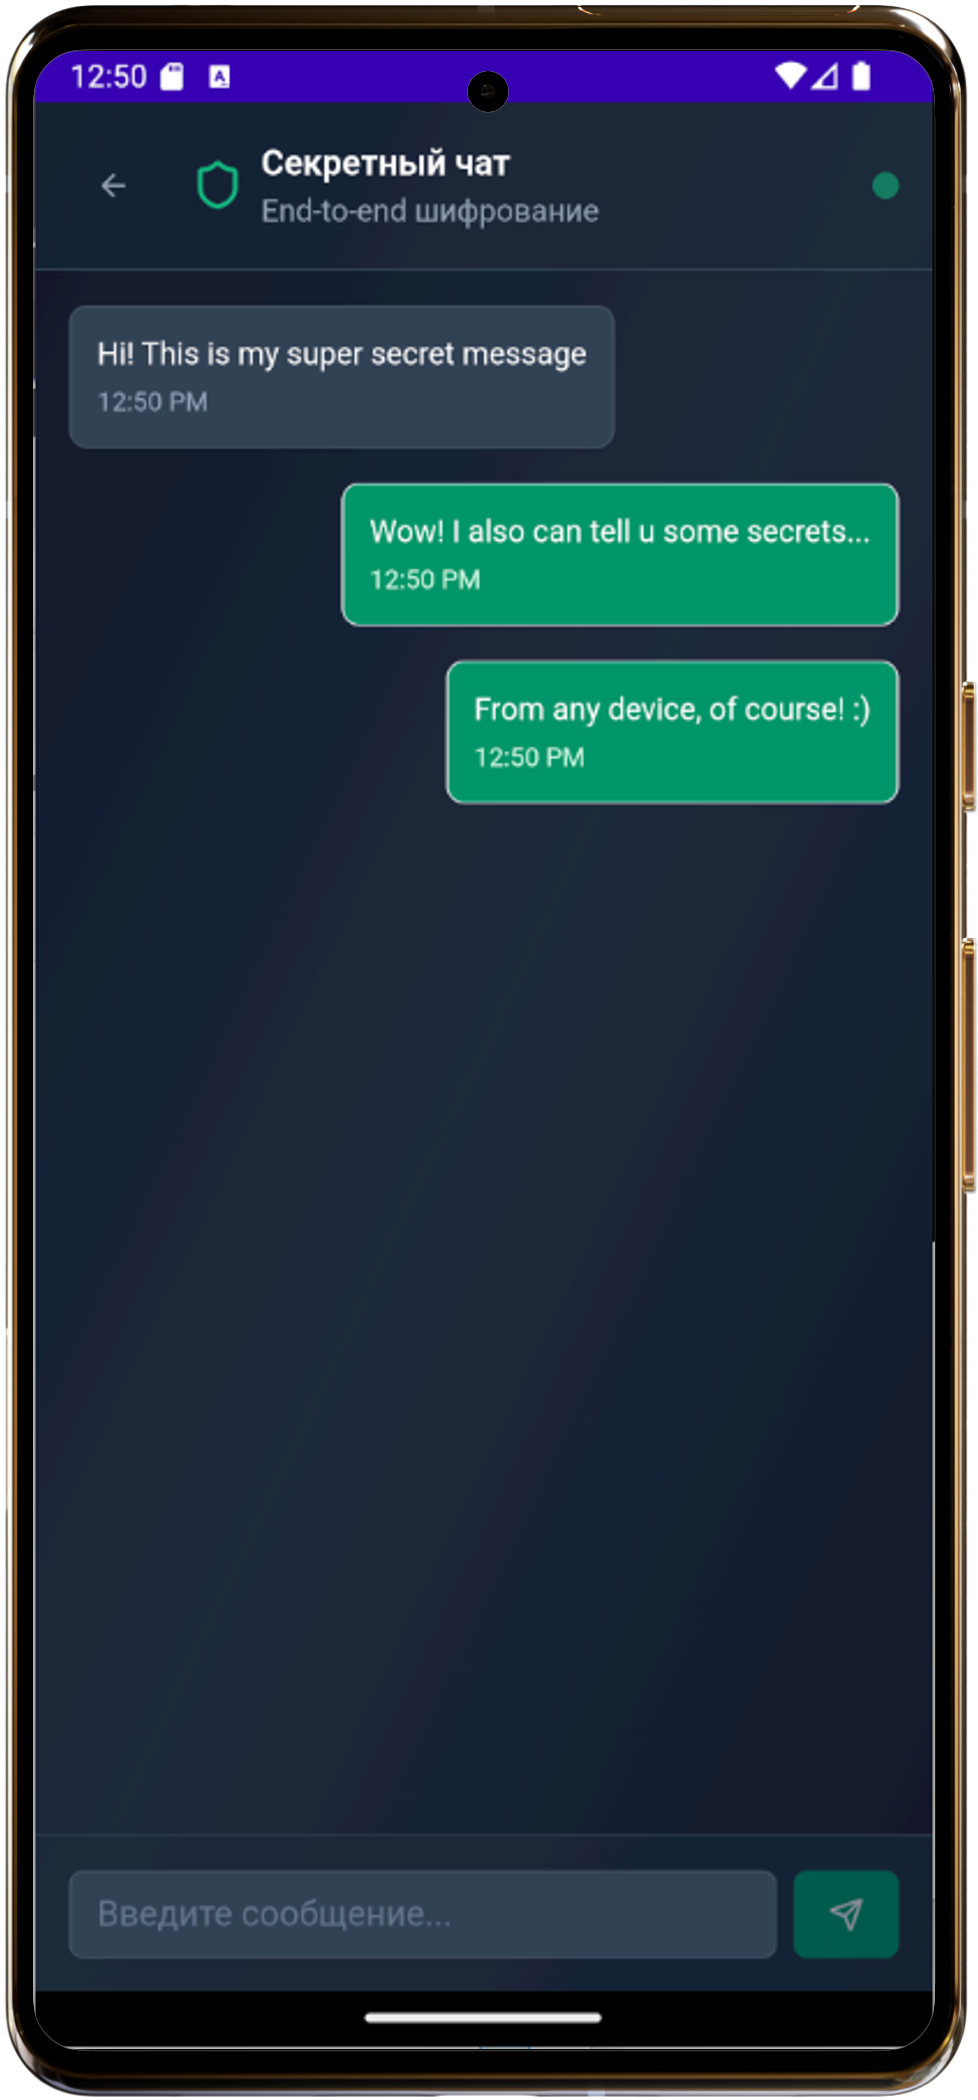 12:50
A
Секретный чат
End-to-end шифрование
Hi! This is my super secret message
12:50 PM
Wow! I also can tell u some secrets...
12:50 PM
From any device, of course! :)
12:50 PM
Введите сообщение...